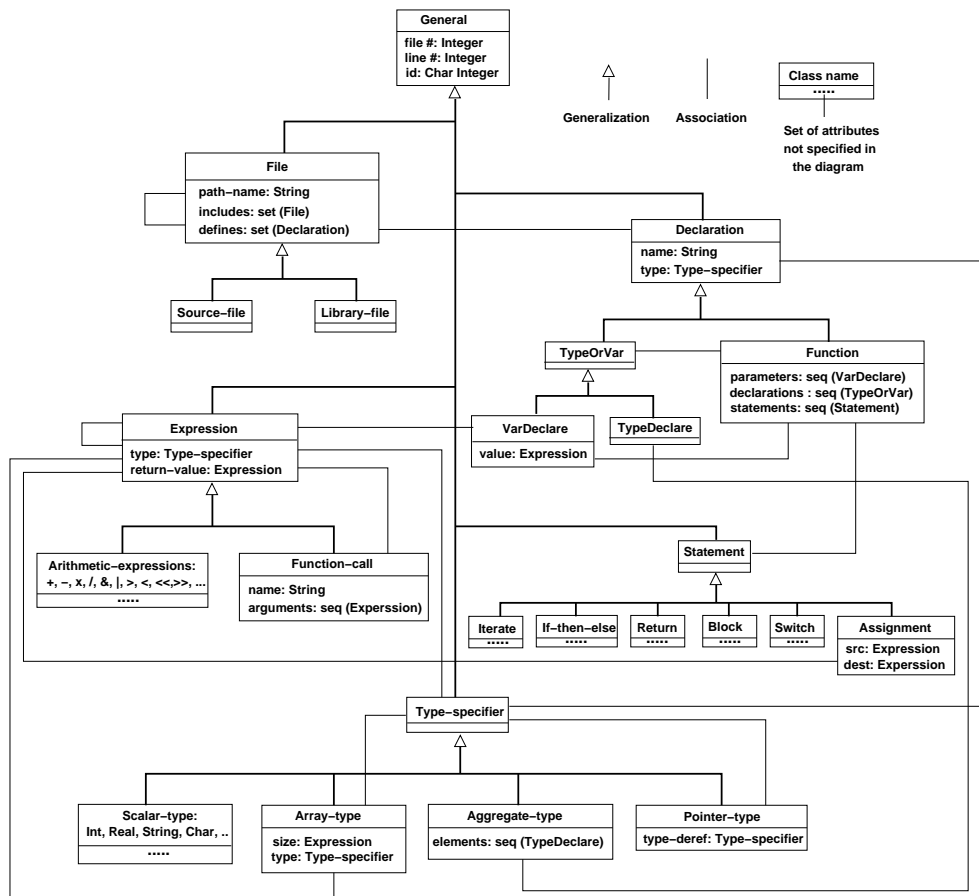 General
file #: Integer
line #: Integer
id: Char Integer
Generalization
Association
Class name
.....
Set of attributes
not specified in
the diagram
File
path-name: String
includes: set (File)
defines: set (Declaration)
Declaration
name: String
type: Type-specifier
Source-file
Library-file
TypeOrVar
Function
parameters: seq (VarDeclare)
declarations : seq (TypeOrVar)
statements: seq (Statement)
Expression
type: Type-specifier
return-value: Expression
VarDeclare
value: Expression
TypeDeclare
Arithmetic-expressions:
+, -, x, /, &, |, >, <, <<,>>, ...
.....
Function-call
name: String
arguments: seq (Experssion)
Statement
Iterate
.....
If-then-else
.....
Return
.....
Block
.....
Switch
.....
Assignment
src: Expression
dest: Experssion
Type-specifier
Scalar-type:
Int, Real, String, Char, ..
.....
Array-type
size: Expression
type: Type-specifier
Aggregate-type
elements: seq (TypeDeclare)
Pointer-type
type-deref: Type-specifier